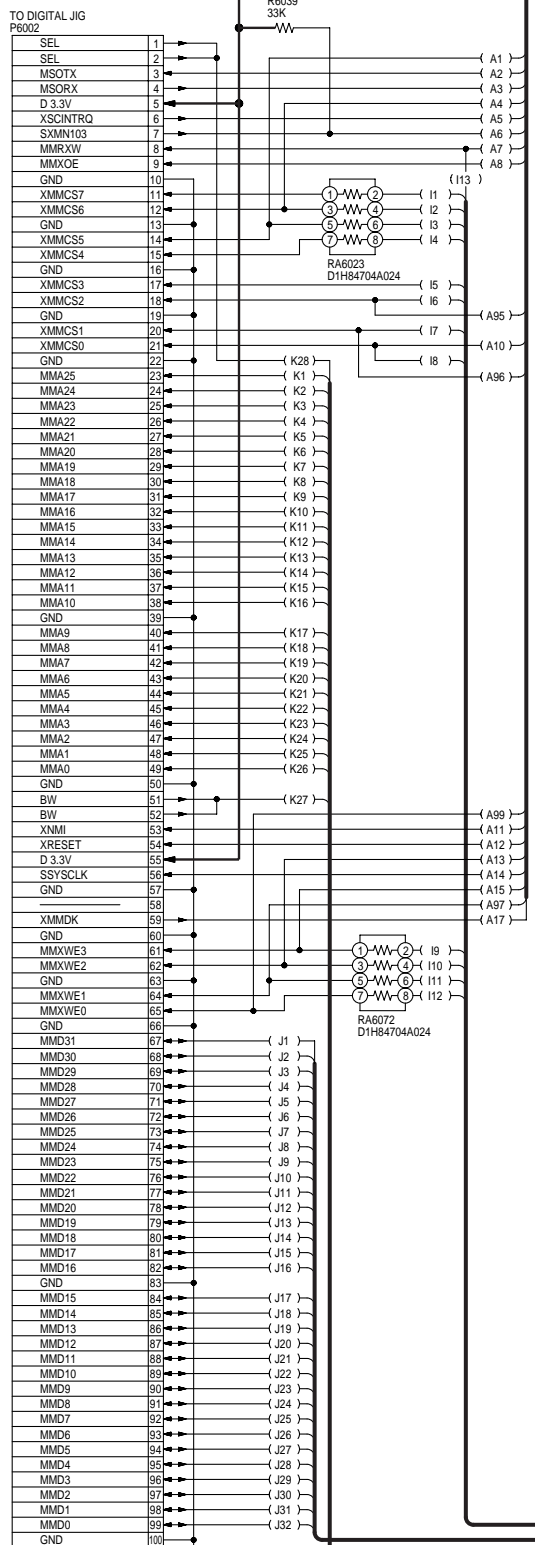 R6039
33K
TO DIGITAL JIG
P6002
SEL 1
SEL 2 A1
MSOTX 3 A2
MSORX 4 A3
D 3.3V 5 A4
XSCINTRQ 6 A5
SXMN103 7 A6
MMRXW 8 A7
MMXOE 9 A8
GND 10 I13
XMMCS7 11 1 2 I1
XMMCS6 12 3 4 I2
GND 13 5 6 I3
XMMCS5 14 7 8 I4
XMMCS4 15
RA6023
D1H84704A024
GND 16
XMMCS3 17 I5
XMMCS2 18 I6
GND 19 A95
XMMCS1 20 I7
XMMCS0 21 A10
GND 22 K28 I8
MMA25 23 K1 A96
MMA24 24 K2
MMA23 25 K3
MMA22 26 K4
MMA21 27 K5
MMA20 28 K6
MMA19 29 K7
MMA18 30 K8
MMA17 31 K9
MMA16 32 K10
MMA15 33 K11
MMA14 34 K12
MMA13 35 K13
MMA12 36 K14
MMA11 37 K15
MMA10 38 K16
GND 39
MMA9 40 K17
MMA8 41 K18
MMA7 42 K19
MMA6 43 K20
MMA5 44 K21
MMA4 45 K22
MMA3 46 K23
MMA2 47 K24
MMA1 48 K25
MMA0 49 K26
GND 50
BW 51 K27
BW 52 A99
XNMI 53 A11
XRESET 54 A12
D 3.3V 55 A13
SSYSCLK 56 A14
GND 57 A15
58 A97
XMMDK 59 A17
GND 60
MMXWE3 61 1 2 I9
MMXWE2 62 3 4 I10
GND 63 5 6 I11
MMXWE1 64 7 8 I12
MMXWE0 65
RA6072
D1H84704A024
GND 66
MMD31 67 J1
MMD30 68 J2
MMD29 69 J3
MMD28 70 J4
MMD27 71 J5
MMD26 72 J6
MMD25 73 J7
MMD24 74 J8
MMD23 75 J9
MMD22 76 J10
MMD21 77 J11
MMD20 78 J12
MMD19 79 J13
MMD18 80 J14
MMD17 81 J15
MMD16 82 J16
GND 83
MMD15 84 J17
MMD14 85 J18
MMD13 86 J19
MMD12 87 J20
MMD11 88 J21
MMD10 89 J22
MMD9 90 J23
MMD8 91 J24
MMD7 92 J25
MMD6 93 J26
MMD5 94 J27
MMD4 95 J28
MMD3 96 J29
MMD2 97 J30
MMD1 98 J31
MMD0 99 J32
GND 100